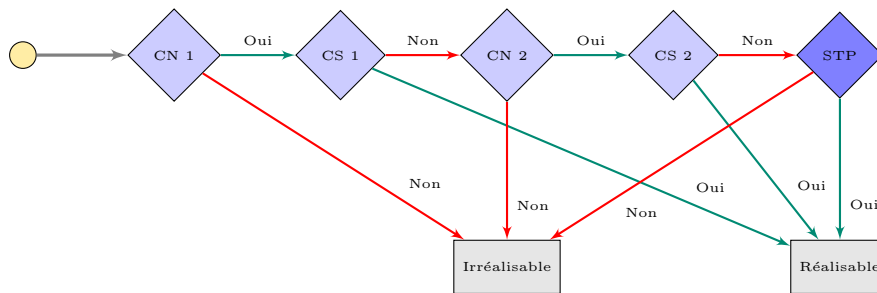 Oui
Non
Oui
Non
CN 1
CS 1
CN 2
CS 2
STP
Non
Oui
Oui
Non
Non
Oui
Irréalisable
Réalisable